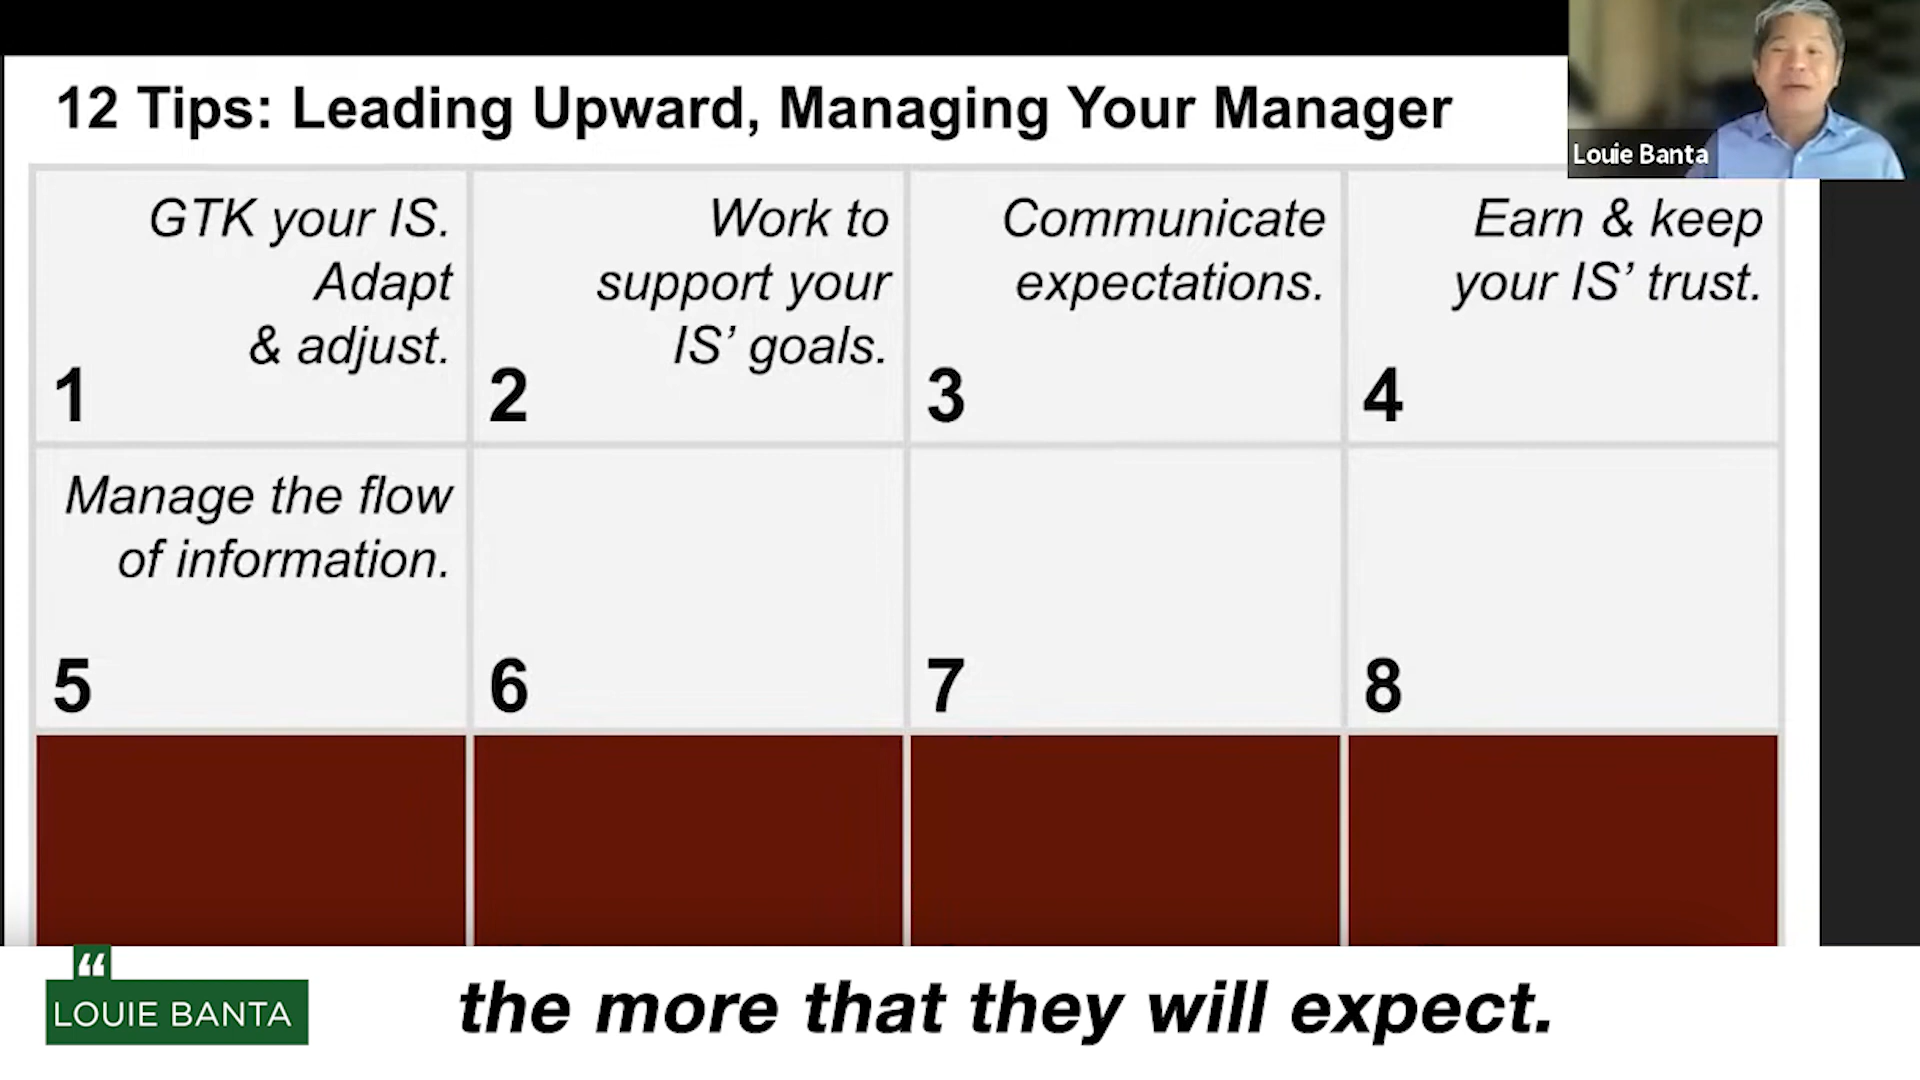 12 Tips: Leading Upward, Managing Your Manager
Louie Banta
GTK your IS.
Adapt
& adjust.
1
Work to
support your
IS’ goals.
2
Communicate
expectations.
3
Earn & keep
your IS’ trust.
4
Manage the flow
of information.
5
6
7
8
“
LOUIE BANTA
the more that they will expect.